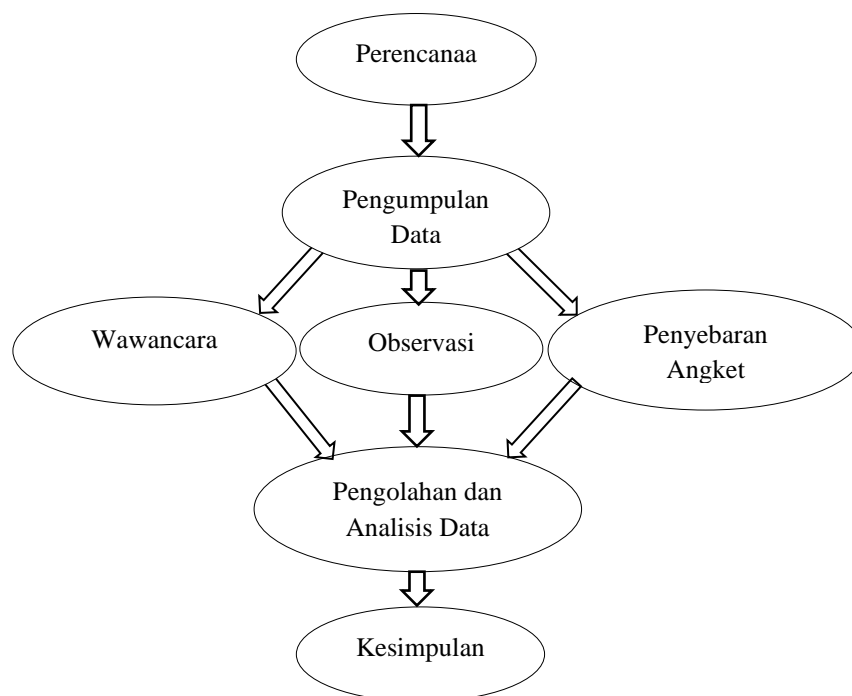 Perencanaa
Pengumpulan
Data
Wawancara
Observasi
Penyebaran
Angket
Pengolahan dan
Analisis Data
Kesimpulan